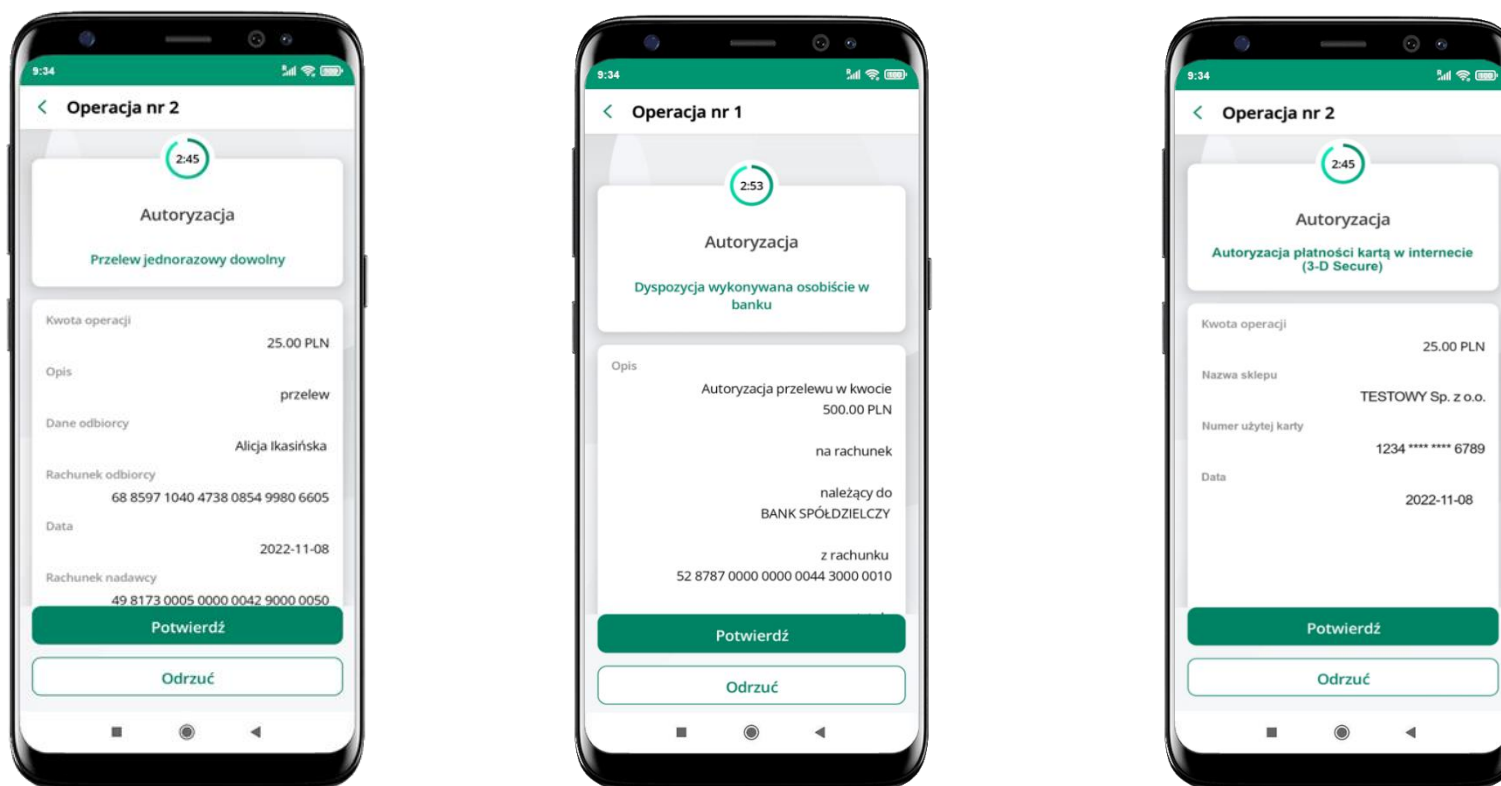 9:34
Operacja nr 2
2:45
Autoryzacja
Przelew jednorazowy dowolny
Kwota operacji
25.00 PLN
Opis
przelew
Dane odbiorcy
Alicja Ikasińska
Rachunek odbiorcy
68 8597 1040 4738 0854 9980 6605
Data
2022-11-08
Rachunek nadawcy
49 8173 0005 0000 0042 9000 0050
Potwierdź
Odrzuć
9:34
Operacja nr 1
2:53
Autoryzacja
Dyspozycja wykonywana osobiście w
banku
Opis
Autoryzacja przelewu w kwocie
500.00 PLN
na rachunek
należący do
BANK SPÓŁDZIELCZY
z rachunku
52 8787 0000 0000 0044 3000 0010
Potwierdź
Odrzuć
9:34
Operacja nr 2
2:45
Autoryzacja
Autoryzacja płatności kartą w internecie
(3-D Secure)
Kwota operacji
25.00 PLN
Nazwa sklepu
TESTOWY Sp. z o.o.
Numer użytej karty
1234 **** **** 6789
Data
2022-11-08
Potwierdź
Odrzuć